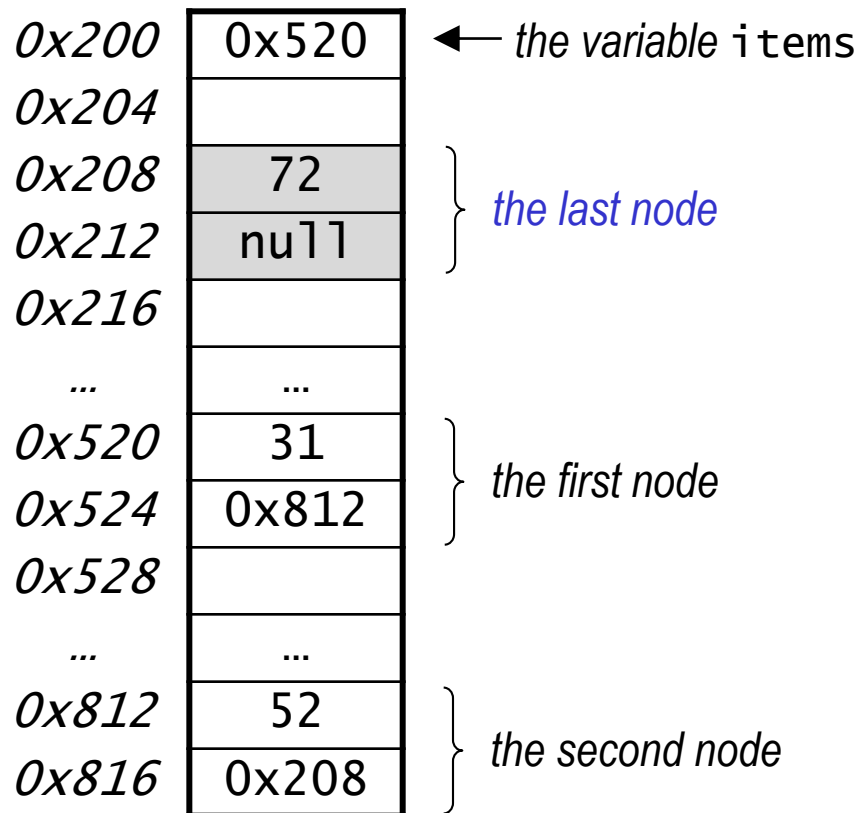 0x200 0x520 the variable items
0x204
0x208 72
the last node
0x212 null
0x216
... ...
0x520 31
the first node
0x524 0x812
0x528
... ...
0x812 52
the second node
0x816 0x208